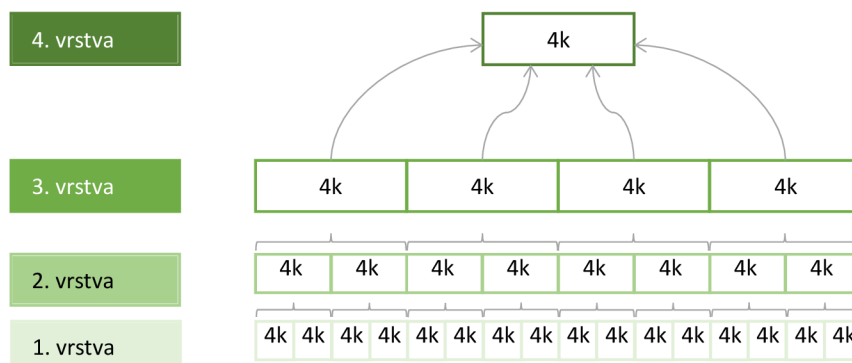 4. vrstva
4k
3. vrstva
4k 4k 4k 4k
2. vrstva
4k 4k 4k 4k 4k 4k 4k 4k
1. vrstva
4k 4k 4k 4k 4k 4k 4k 4k 4k 4k 4k 4k 4k 4k 4k 4k